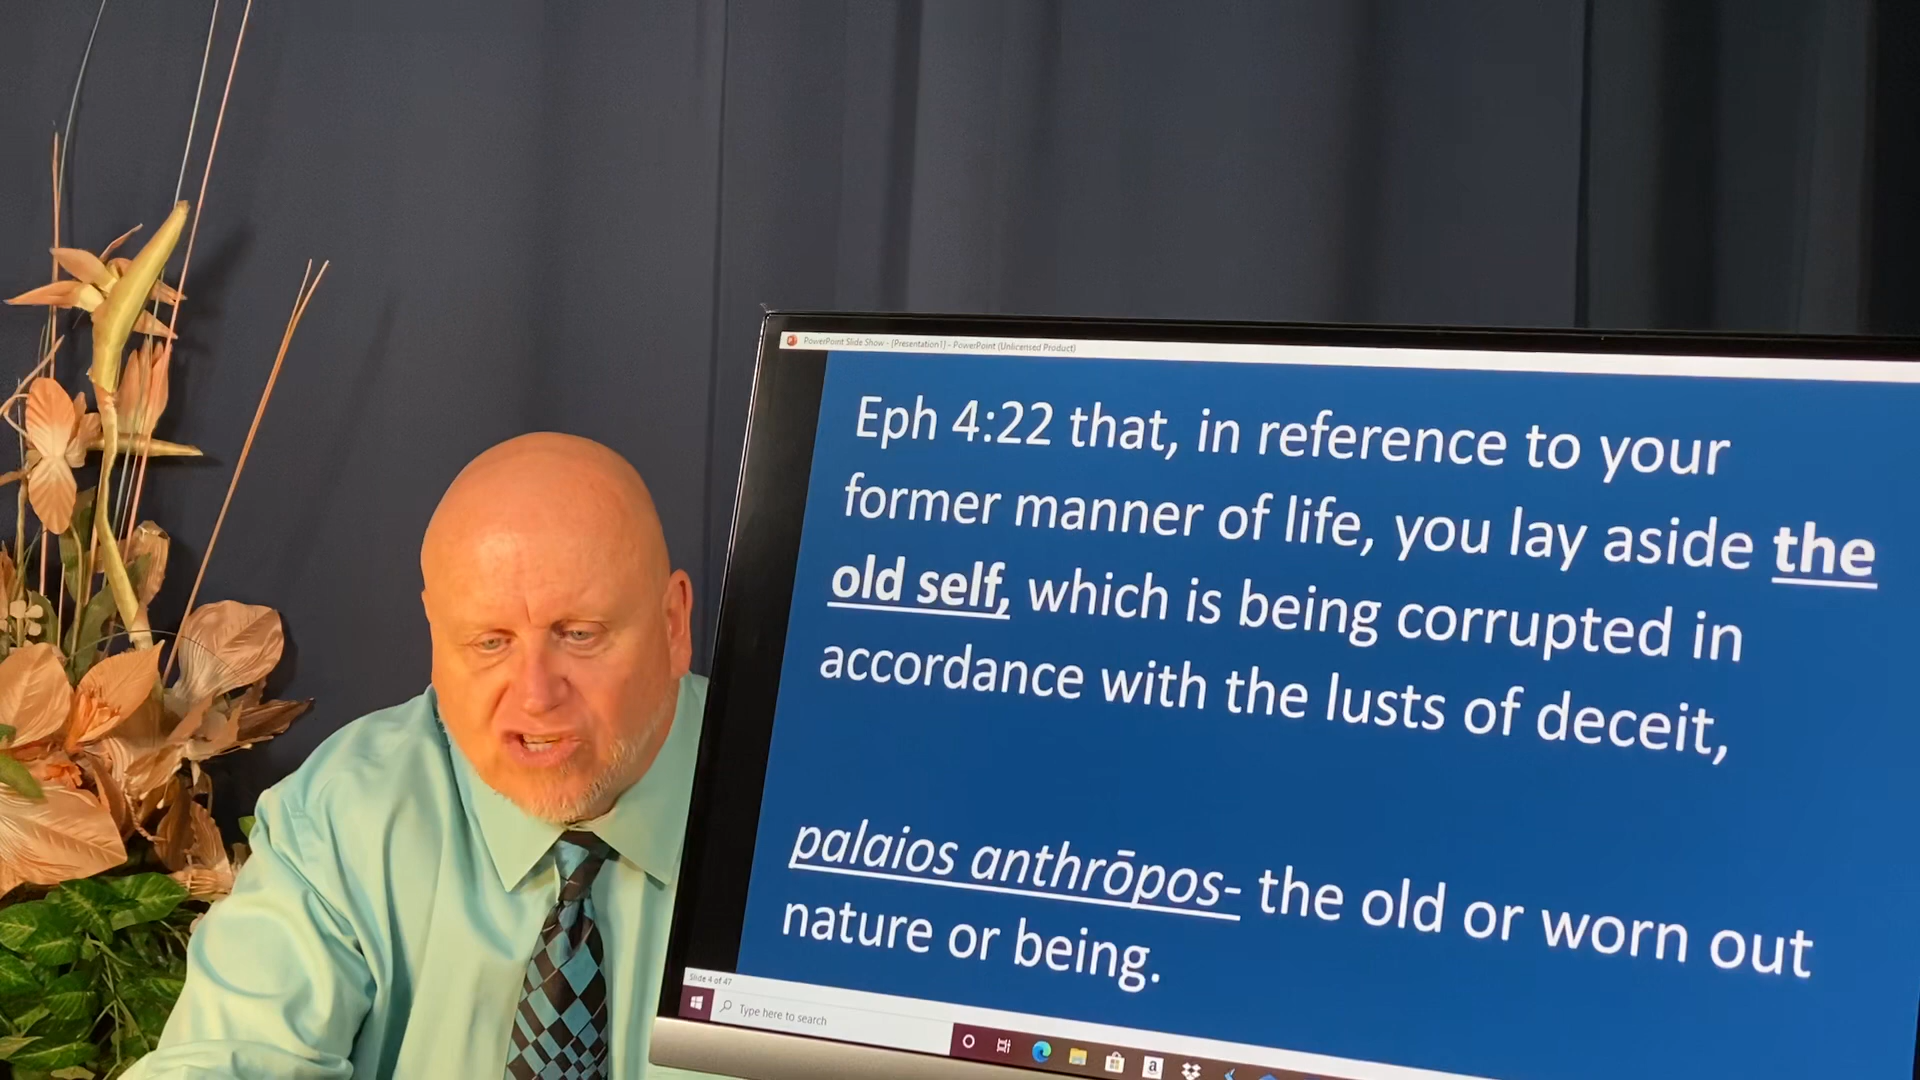 PowerPoint Slide Show - [Presentation1] - PowerPoint (Unlicensed Product)
Eph 4:22 that, in reference to your
former manner of life, you lay aside the
old self, which is being corrupted in
accordance with the lusts of deceit,
palaios anthrōpos- the old or worn out
nature or being.
Slide 4 of 47
Type here to search
a